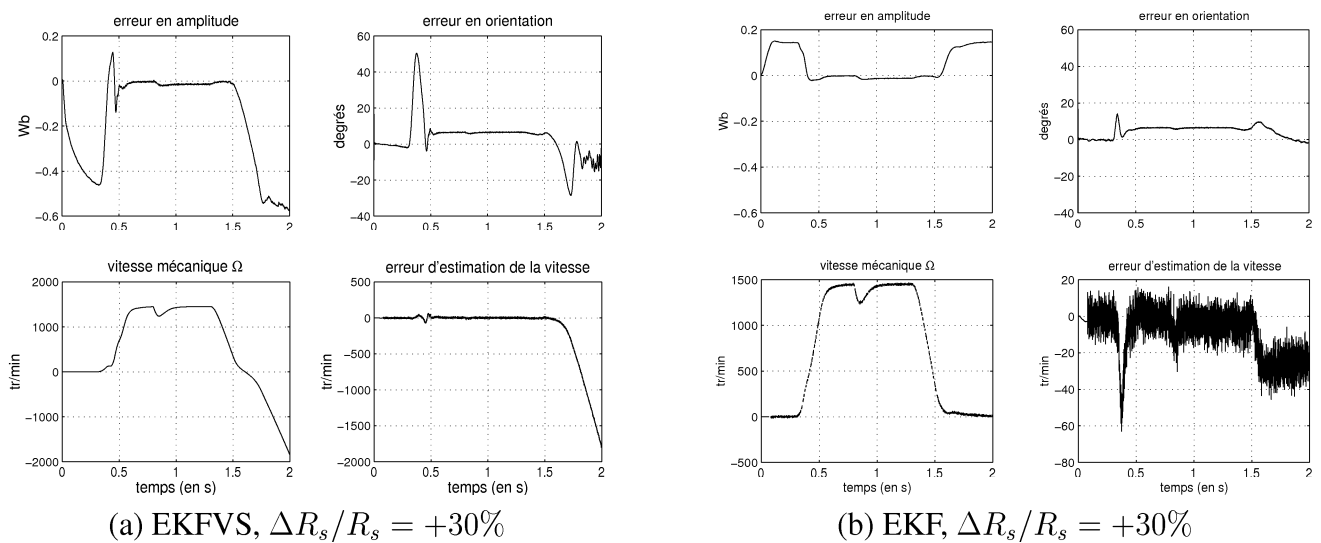 erreur en amplitude
0.2
0
−0.2
−0.4
−0.6
Wb
0 0.5 1 1.5 2
erreur en orientation
60
40
20
0
−20
−40
degrés
0 0.5 1 1.5 2
vitesse mécanique Ω
2000
1000
0
−1000
−2000
tr/min
0 0.5 1 1.5 2
temps (en s)
erreur d'estimation de la vitesse
500
0
−500
−1000
−1500
−2000
tr/min
0 0.5 1 1.5 2
temps (en s)
(a) EKFVS, ΔR_s/R_s = +30%
erreur en amplitude
0.2
0
−0.2
−0.4
−0.6
Wb
0 0.5 1 1.5 2
erreur en orientation
60
40
20
0
−20
−40
degrés
0 0.5 1 1.5 2
vitesse mécanique Ω
1500
1000
500
0
−500
tr/min
0 0.5 1 1.5 2
temps (en s)
erreur d'estimation de la vitesse
20
0
−20
−40
−60
−80
tr/min
0 0.5 1 1.5 2
temps (en s)
(b) EKF, ΔR_s/R_s = +30%